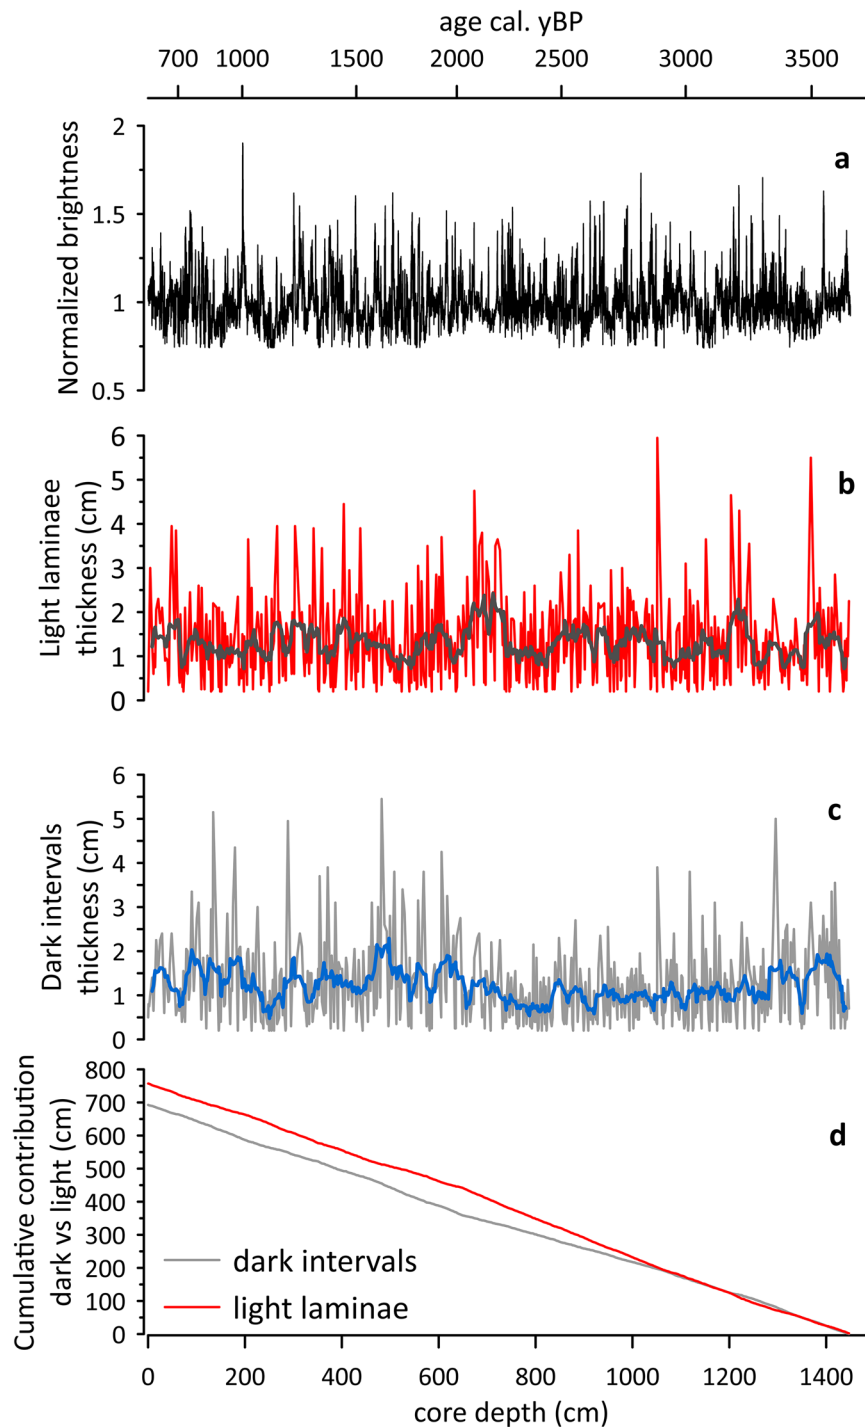 age cal. yBP
700 1000 1500 2000 2500 3000 3500
Normalized brightness
2
1.5
1
0.5
a
Light laminaee
thickness (cm)
6
5
4
3
2
1
0
b
Dark intervals
thickness (cm)
6
5
4
3
2
1
0
c
Cumulative contribution
dark vs light (cm)
800
700
600
500
400
300
200
100
0
d
dark intervals
light laminae
0 200 400 600 800 1000 1200 1400
core depth (cm)